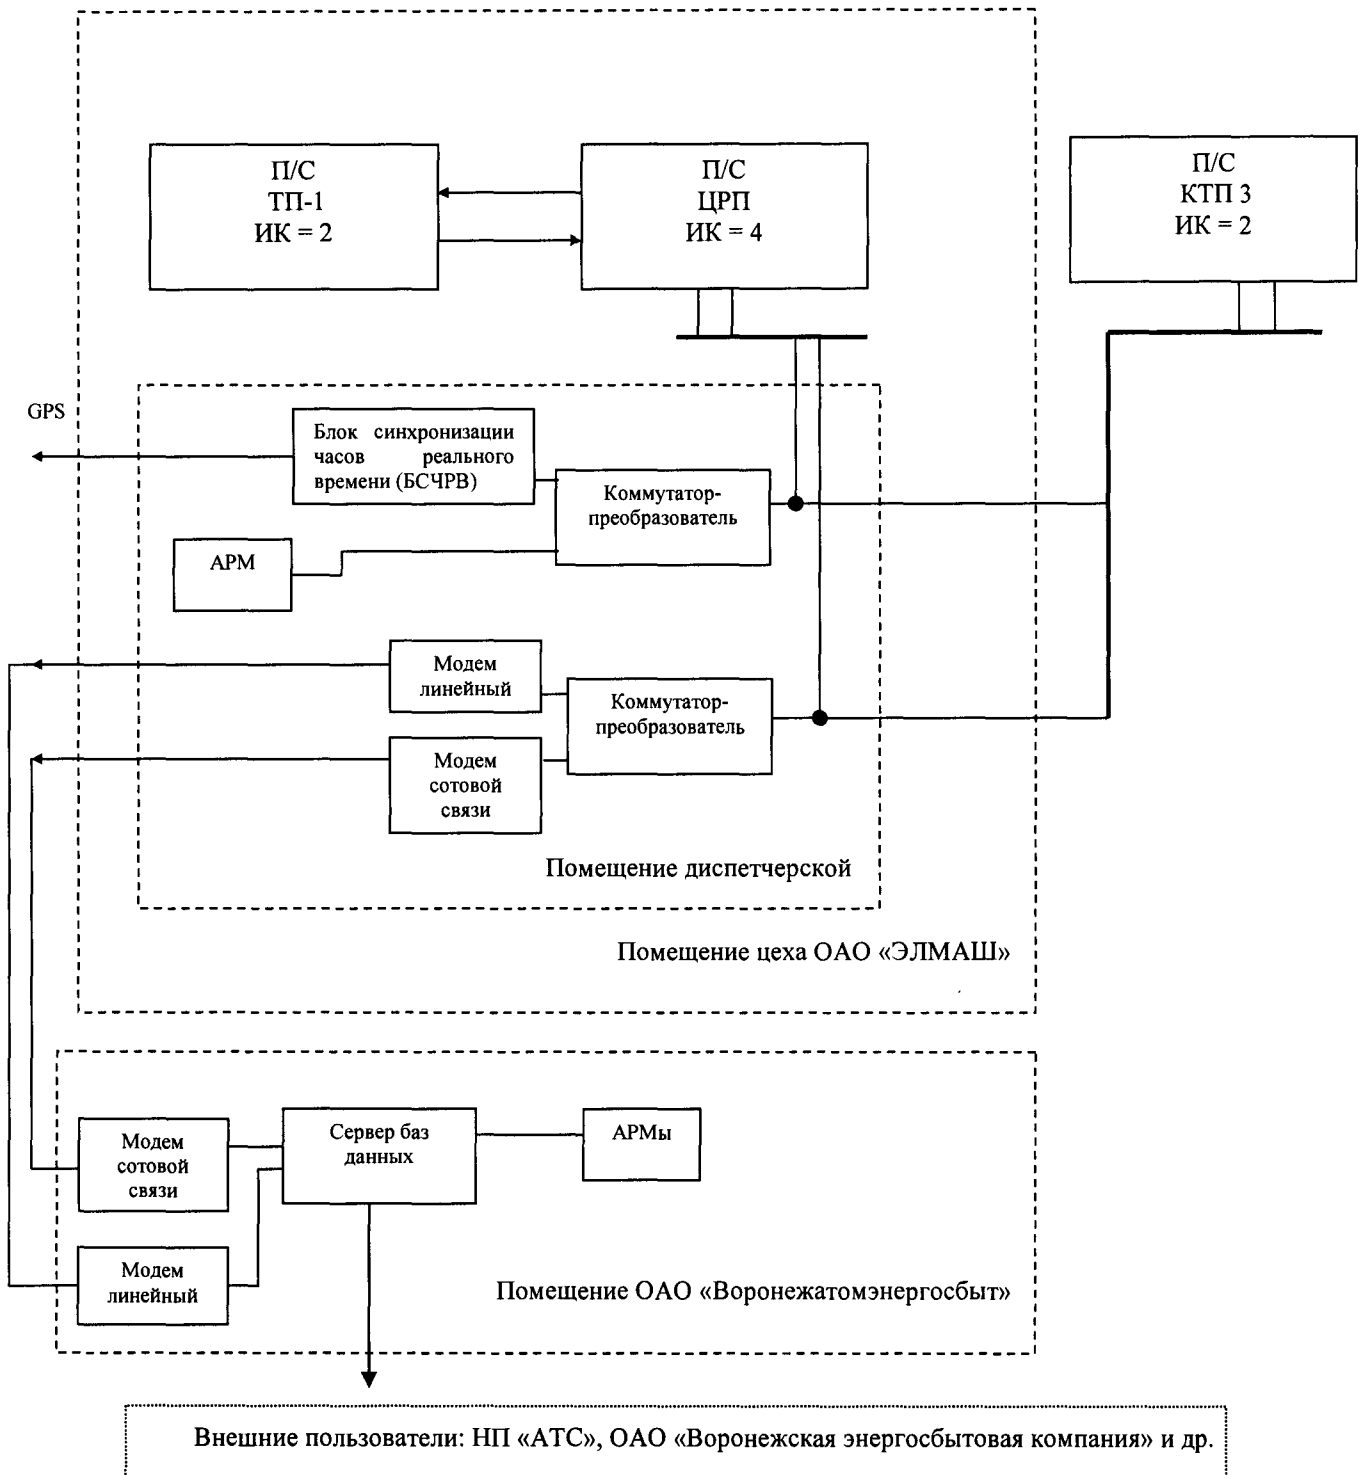 П/С
ТП-1
ИК = 2
П/С
ЦРП
ИК = 4
П/С
КТП 3
ИК = 2
GPS
Блок синхронизации
часов реального
времени (БСЧРВ)
Коммутатор-
преобразователь
АРМ
Модем
линейный
Коммутатор-
преобразователь
Модем
сотовой
связи
Помещение диспетчерской
Помещение цеха ОАО «ЭЛМАШ»
Модем
сотовой
связи
Сервер баз
данных
АРМы
Модем
линейный
Помещение ОАО «Воронежатомэнергосбыт»
Внешние пользователи: НП «АТС», ОАО «Воронежская энергосбытовая компания» и др.